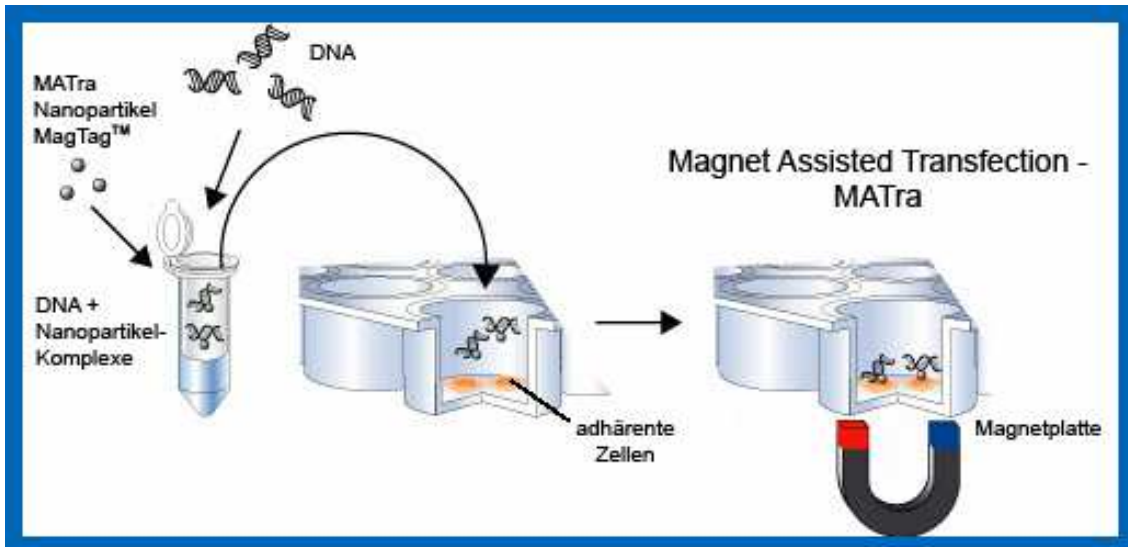 DNA
MATra
Nanopartikel
MagTag™
Magnet Assisted Transfection -
MATra
DNA +
Nanopartikel-
Komplexe
adhärente
Zellen
Magnetplatte